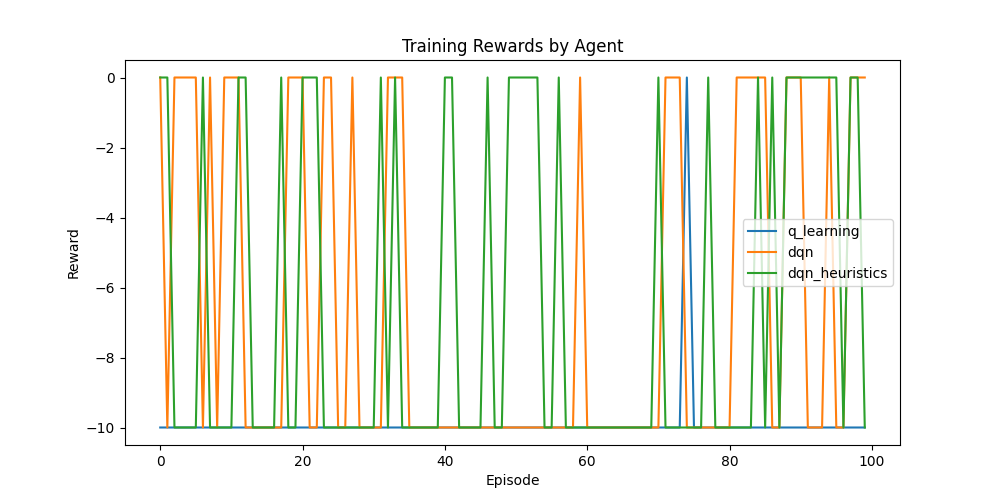 Training Rewards by Agent
0
−2
−4
−6
−8
−10
Reward
q_learning
dqn
dqn_heuristics
0
20
40
60
80
100
Episode